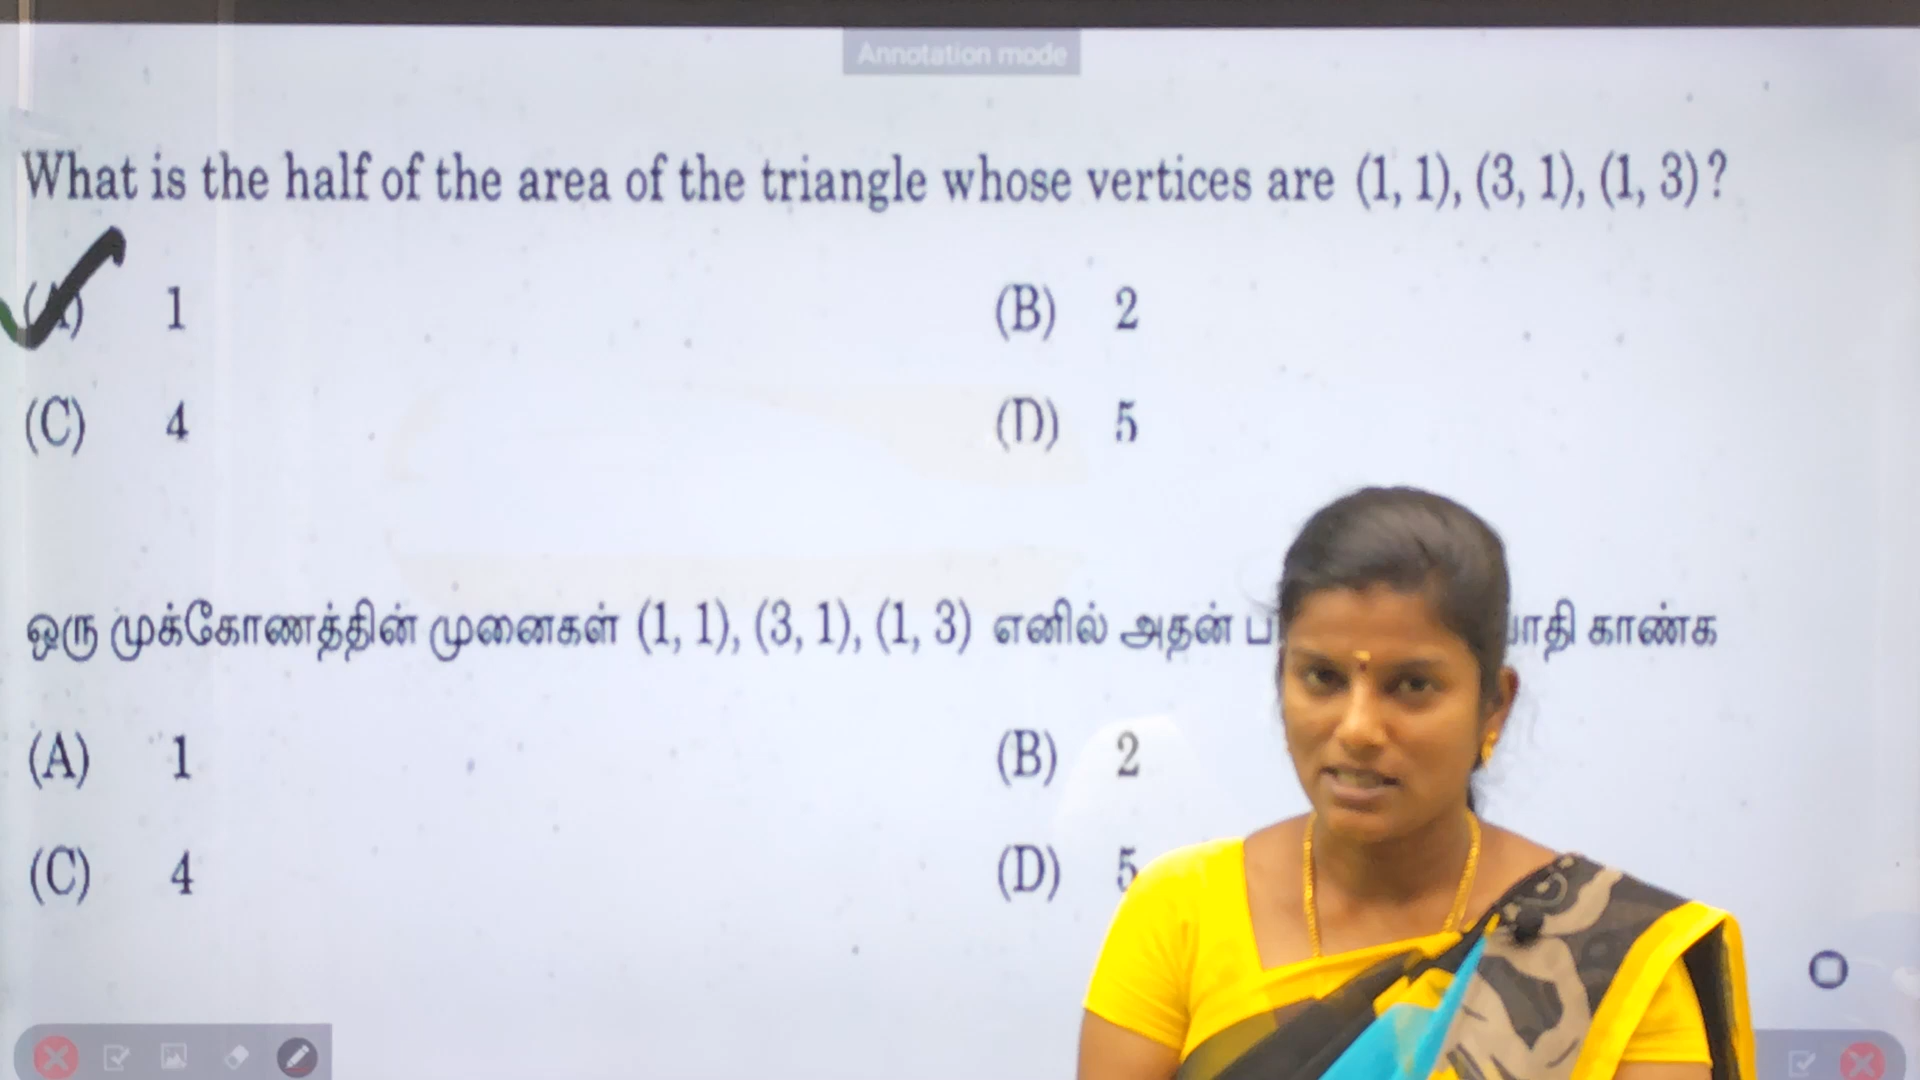 Annotation mode
What is the half of the area of the triangle whose vertices are (1, 1), (3, 1), (1, 3)?
(A) 1 (B) 2
(C) 4 (D) 5
ஒரு முக்கோணத்தின் முனைகள் (1, 1), (3, 1), (1, 3) எனில் அதன் காண்க
(A) 1 (B) 2
(C) 4 (D) 5